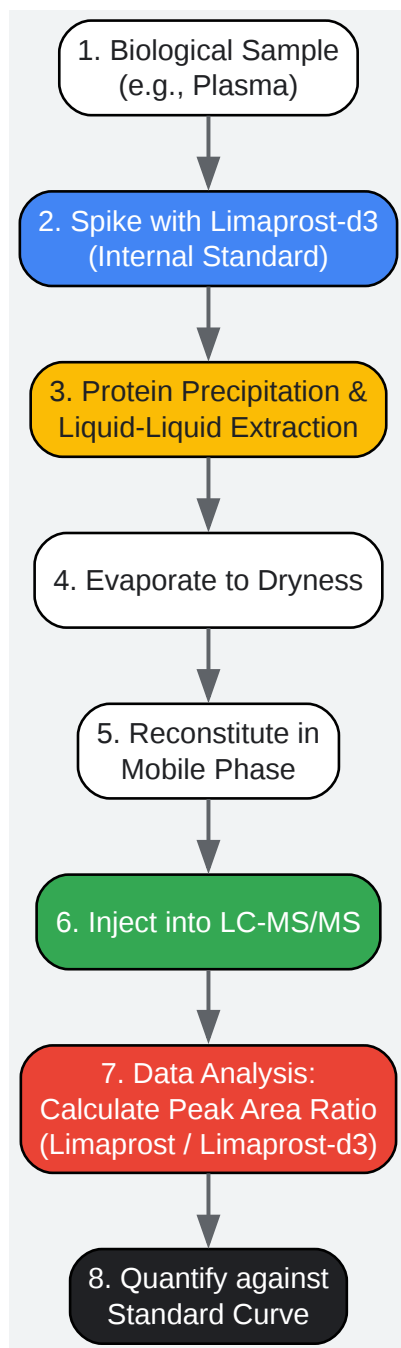 1. Biological Sample
(e.g., Plasma)
2. Spike with Limaprost-d3
(Internal Standard)
3. Protein Precipitation &
Liquid-Liquid Extraction
4. Evaporate to Dryness
5. Reconstitute in
Mobile Phase
6. Inject into LC-MS/MS
7. Data Analysis:
Calculate Peak Area Ratio
(Limaprost / Limaprost-d3)
8. Quantify against
Standard Curve